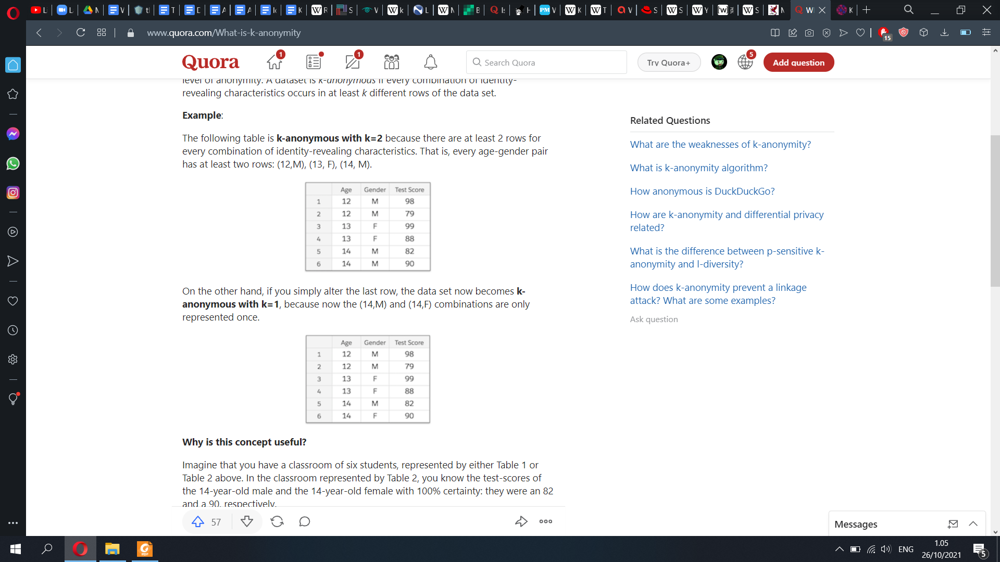 www.quora.com/What-is-k-anonymity
15
Quora
1
1
Search Quora
Try Quora+
5
Add question
level of anonymity. A dataset is k-anonymous if every combination of identity-
revealing characteristics occurs in at least k different rows of the data set.
Example:
The following table is k-anonymous with k=2 because there are at least 2 rows for
every combination of identity-revealing characteristics. That is, every age-gender pair
has at least two rows: (12,M), (13, F), (14, M).
Age Gender Test Score
1 12 M 98
2 12 M 79
3 13 F 99
4 13 F 88
5 14 M 82
6 14 M 90
On the other hand, if you simply alter the last row, the data set now becomes k-
anonymous with k=1, because now the (14,M) and (14,F) combinations are only
represented once.
Age Gender Test Score
1 12 M 98
2 12 M 79
3 13 F 99
4 13 F 88
5 14 M 82
6 14 F 90
Why is this concept useful?
Imagine that you have a classroom of six students, represented by either Table 1 or
Table 2 above. In the classroom represented by Table 2, you know the test-scores of
the 14-year-old male and the 14-year-old female with 100% certainty: they were an 82
and a 90, respectively.
57
Related Questions
What are the weaknesses of k-anonymity?
What is k-anonymity algorithm?
How anonymous is DuckDuckGo?
How are k-anonymity and differential privacy
related?
What is the difference between p-sensitive k-
anonymity and l-diversity?
How does k-anonymity prevent a linkage
attack? What are some examples?
Ask question
Messages
PDF
ENG
1.05
26/10/2021
5